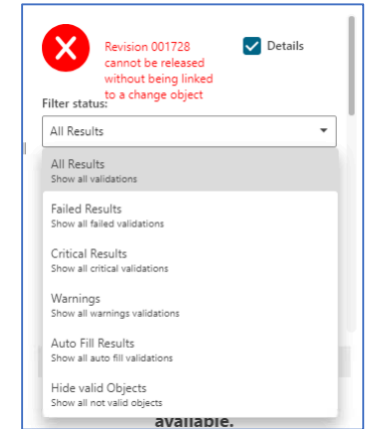 Revision 001728
cannot be released
without being linked
to a change object
Details
Filter status:
All Results
All Results
Show all validations
Failed Results
Show all failed validations
Critical Results
Show all critical validations
Warnings
Show all warnings validations
Auto Fill Results
Show all auto fill validations
Hide valid Objects
Show all not valid objects
available.